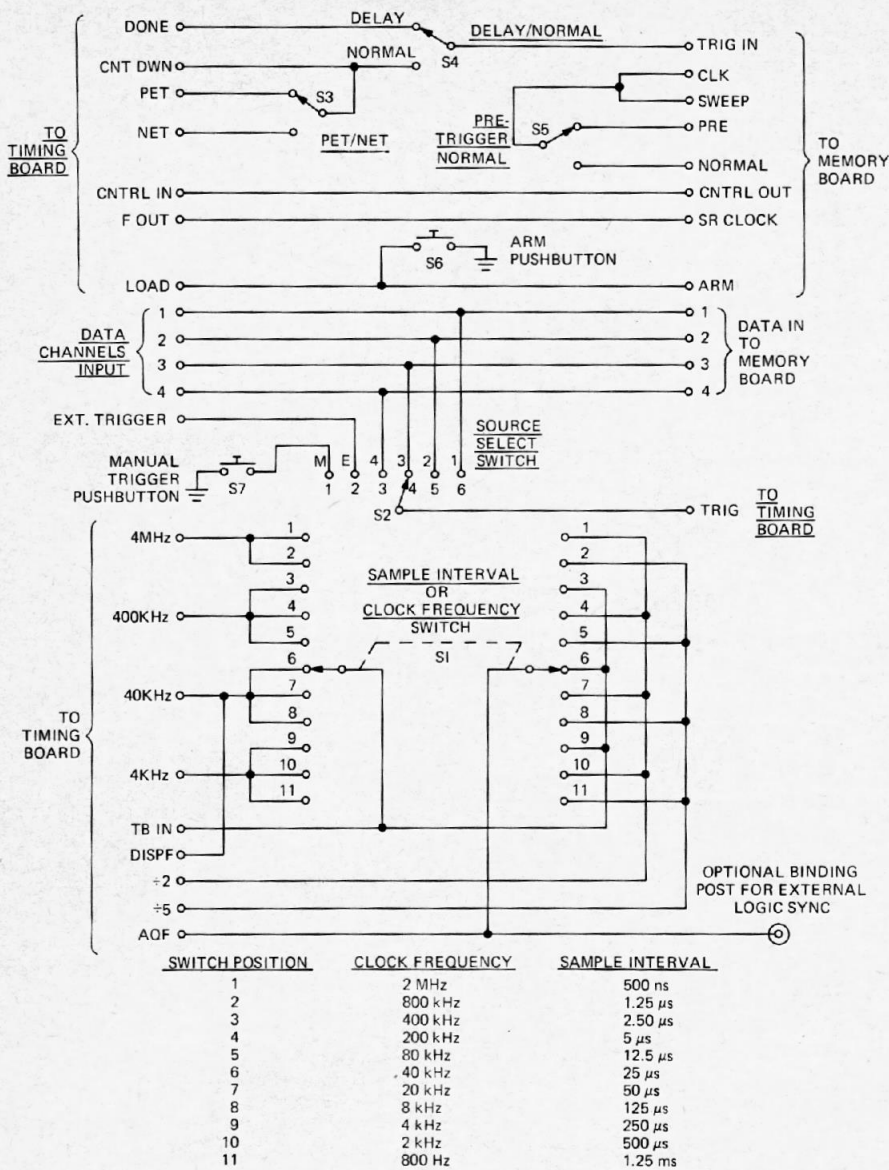 DONE
DELAY
DELAY/NORMAL
TRIG IN
CNT DWN
NORMAL
S4
CLK
PET
S3
SWEEP
NET
PET/NET
PRE-
TRIGGER
NORMAL
S5
PRE
NORMAL
TO
TIMING
BOARD
TO
MEMORY
BOARD
CNTRL IN
CNTRL OUT
F OUT
SR CLOCK
S6
ARM
PUSHBUTTON
LOAD
ARM
DATA
CHANNELS
INPUT
1
2
3
4
1
2
3
4
DATA IN
TO
MEMORY
BOARD
EXT. TRIGGER
SOURCE
SELECT
SWITCH
MANUAL
TRIGGER
PUSHBUTTON
S7
M E 4 3 2 1
1 2 3 4 5 6
S2
TRIG
TO
TIMING
BOARD
4MHz
400KHz
40KHz
4KHz
TO
TIMING
BOARD
1
2
3
4
5
6
7
8
9
10
11
SAMPLE INTERVAL
OR
CLOCK FREQUENCY
SWITCH
S1
1
2
3
4
5
6
7
8
9
10
11
TB IN
DISPF
÷2
÷5
AQF
OPTIONAL BINDING
POST FOR EXTERNAL
LOGIC SYNC
SWITCH POSITION CLOCK FREQUENCY SAMPLE INTERVAL
1 2 MHz 500 ns
2 800 kHz 1.25 μs
3 400 kHz 2.50 μs
4 200 kHz 5 μs
5 80 kHz 12.5 μs
6 40 kHz 25 μs
7 20 kHz 50 μs
8 8 kHz 125 μs
9 4 kHz 250 μs
10 2 kHz 500 μs
11 800 Hz 1.25 ms